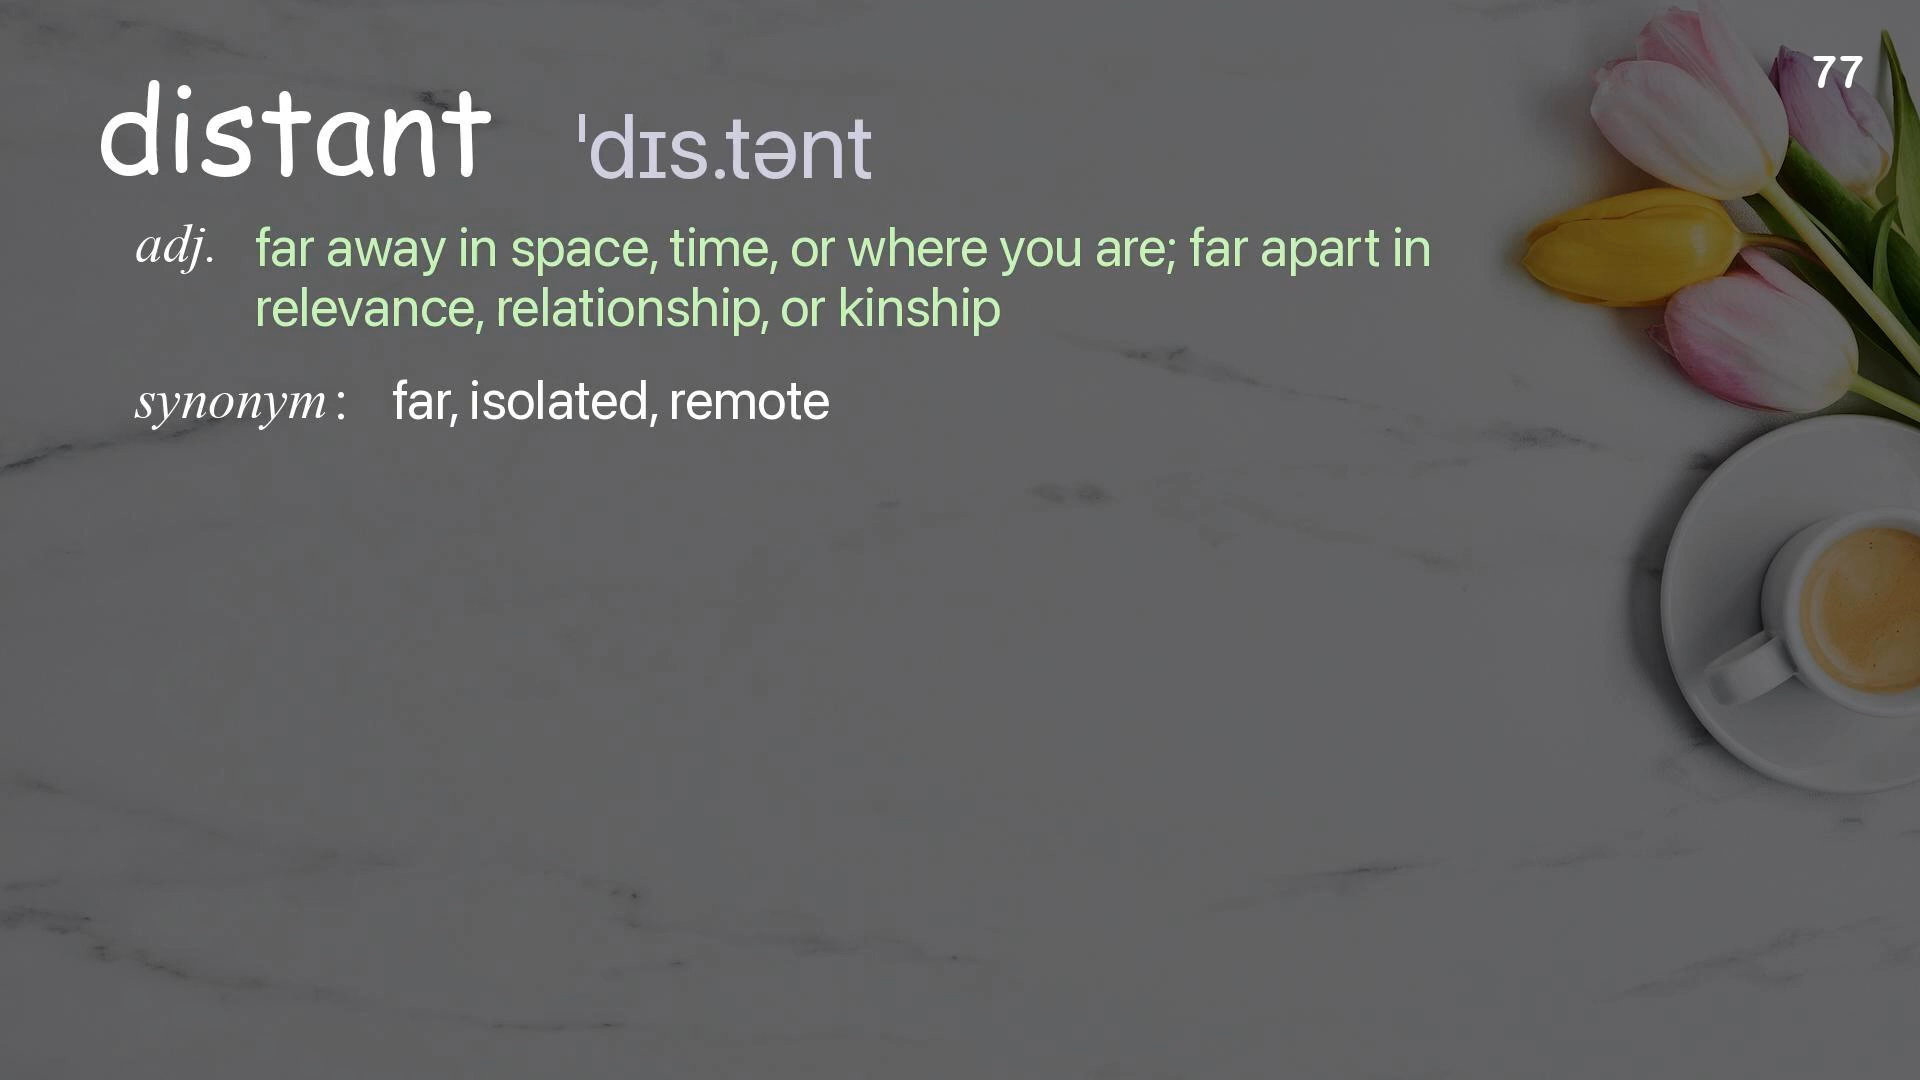 77
distant ˈdɪs.tənt
adj. far away in space, time, or where you are; far apart in
relevance, relationship, or kinship
synonym : far, isolated, remote